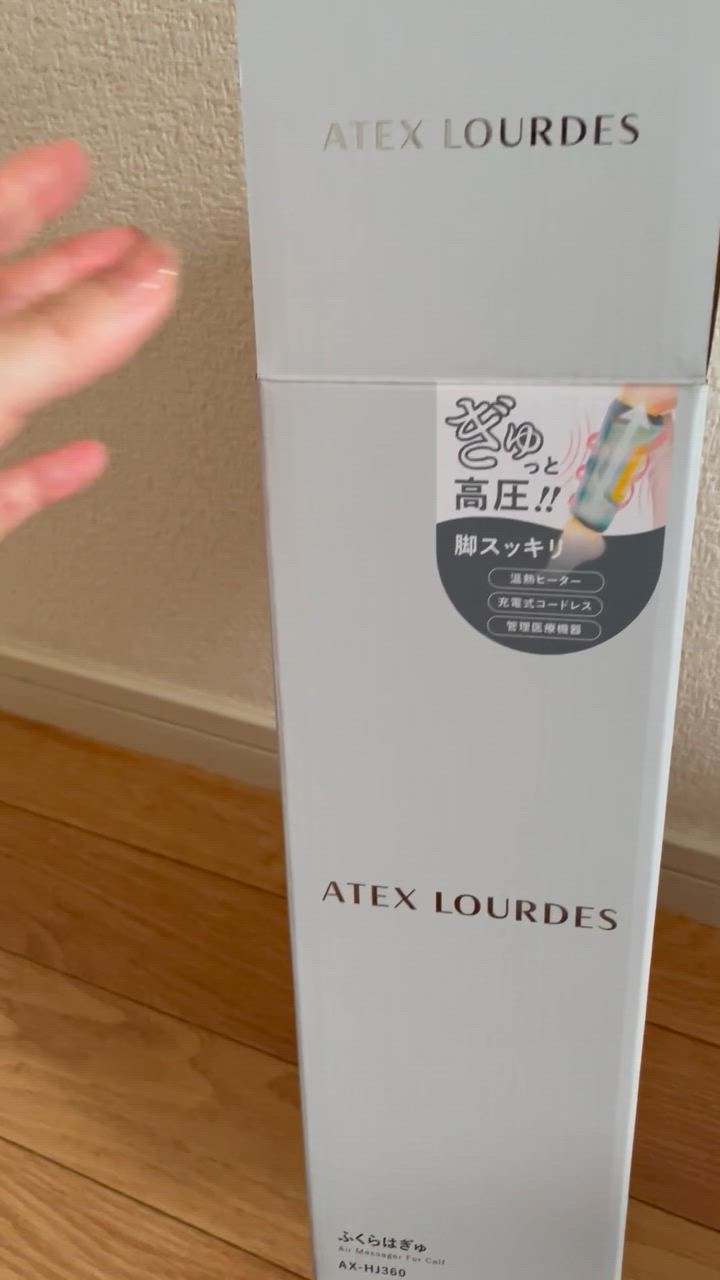 ATEX LOURDES
ぎゅっと
高圧!!
脚スッキリ
温熱ヒーター
充電式コードレス
管理医療機器
ATEX LOURDES
ふくらはぎゅ
Air Massager For Calf
AX-HJ360